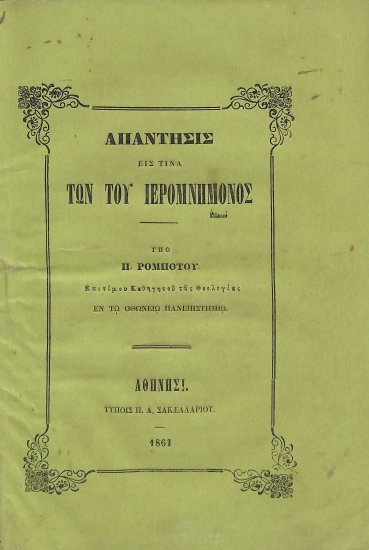 ΑΠΑΝΤΗΣΙΣ
ΕΙΣ ΤΙΝΑ
ΤΩΝ ΤΟΥ ΙΕΡΟΜΝΗΜΟΝΟΣ
ΥΠΟ
Π. ΡΟΜΠΟΤΟΥ.
Επιτίμου Καθηγητοῦ τῆς Θεολογίας
ΕΝ ΤΩ ΟΘΩΝΕΙΩ ΠΑΝΕΠΙΣΤΗΜΙΩ.
ΑΘΗΝΗΣΙ.
ΤΥΠΟΙΣ Π. Α. ΣΑΚΕΛΛΑΡΙΟΥ.
1861